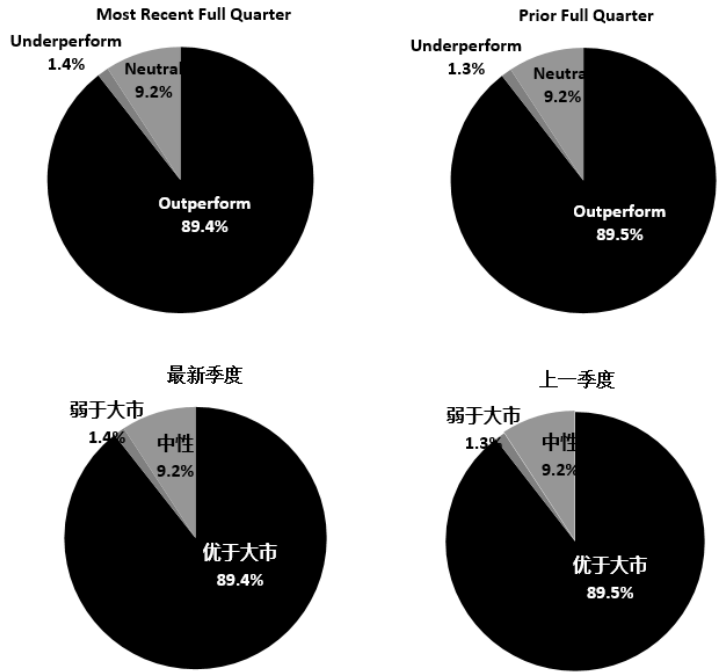 Most Recent Full Quarter
Underperform
1.4%
Neutral
9.2%
Outperform
89.4%
Prior Full Quarter
Underperform
1.3%
Neutral
9.2%
Outperform
89.5%
最新季度
弱于大市
1.4%
中性
9.2%
优于大市
89.4%
上一季度
弱于大市
1.3%
中性
9.2%
优于大市
89.5%